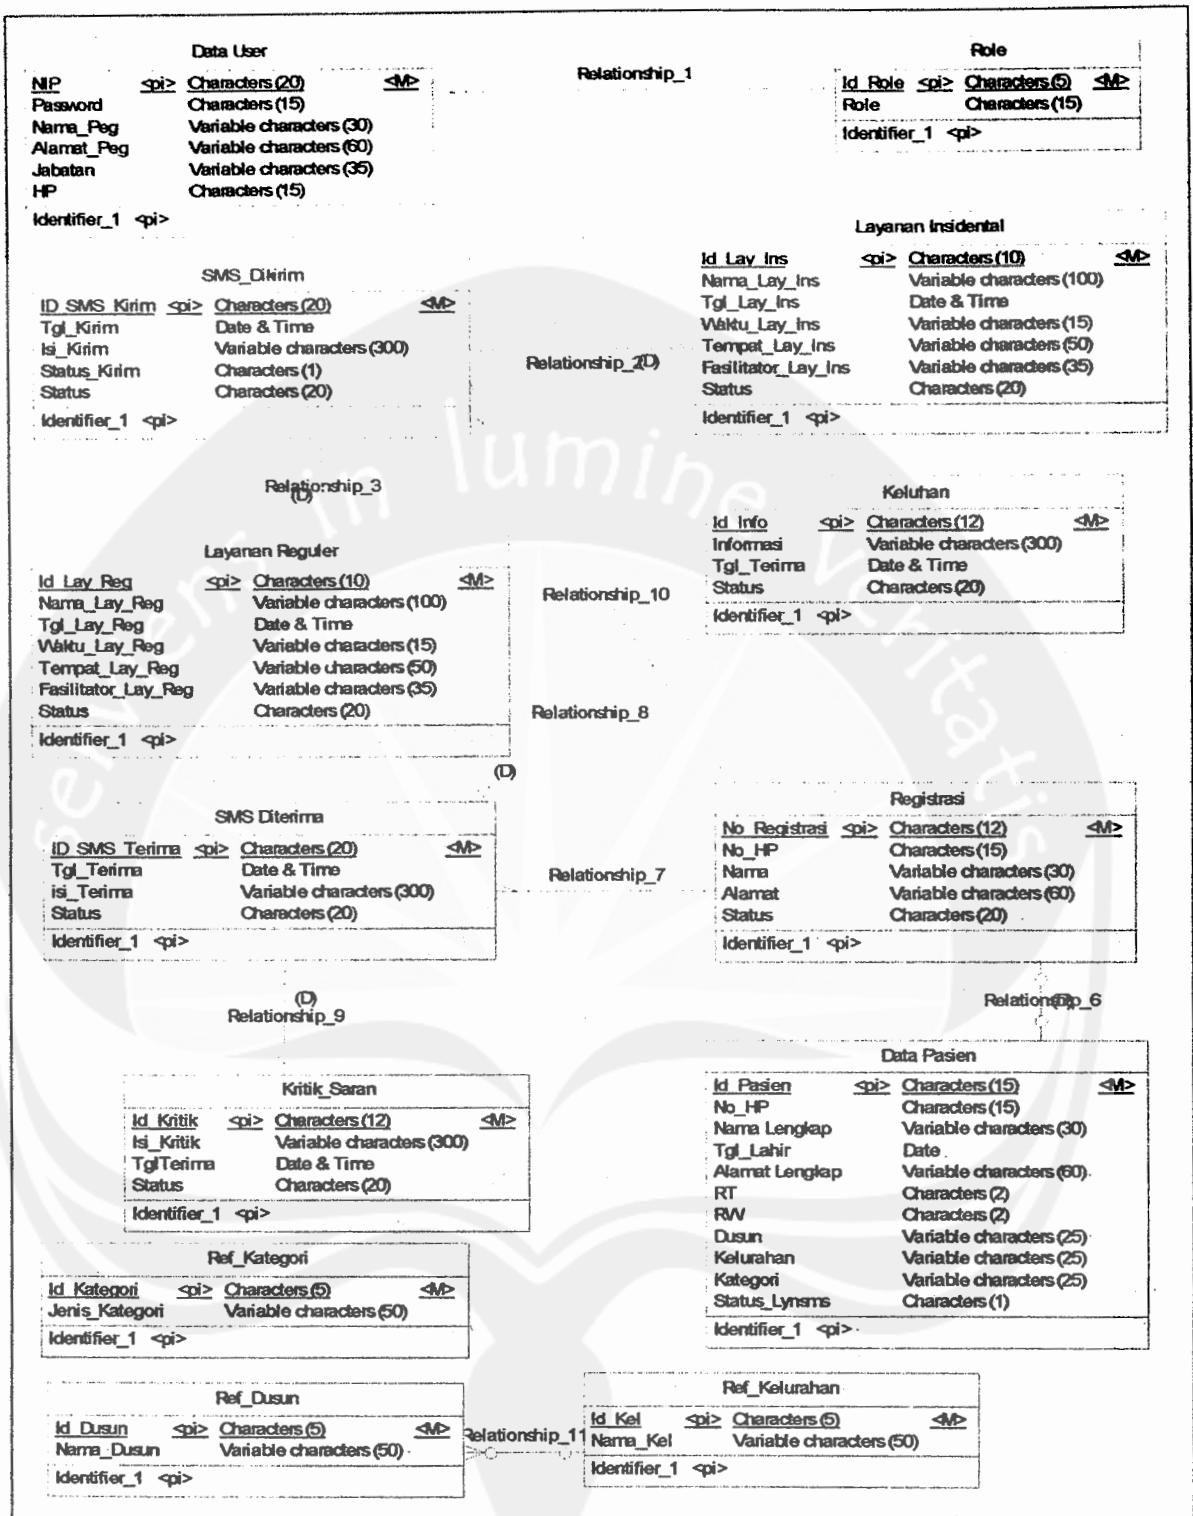 Data User
NIP <pi> Characters (20) <M>
Password Characters (15)
Nama_Peg Variable characters (30)
Alamat_Peg Variable characters (60)
Jabatan Variable characters (35)
HP Characters (15)
Identifier_1 <pi>
Relationship_1
Role
Id_Role <pi> Characters (5) <M>
Role Characters (15)
Identifier_1 <pi>
SMS_Dikirim
ID_SMS_Kirim <pi> Characters (20) <M>
Tgl_Kirim Date & Time
Isi_Kirim Variable characters (300)
Status_Kirim Characters (1)
Status Characters (20)
Identifier_1 <pi>
Relationship_2 (D)
Layanan Insidental
Id_Lay_Ins <pi> Characters (10) <M>
Nama_Lay_Ins Variable characters (100)
Tgl_Lay_Ins Date & Time
Waktu_Lay_Ins Variable characters (15)
Tempat_Lay_Ins Variable characters (50)
Fasilitator_Lay_Ins Variable characters (35)
Status Characters (20)
Identifier_1 <pi>
Relationship_3
(D)
Layanan Reguler
Id_Lay_Reg <pi> Characters (10) <M>
Nama_Lay_Reg Variable characters (100)
Tgl_Lay_Reg Date & Time
Waktu_Lay_Reg Variable characters (15)
Tempat_Lay_Reg Variable characters (50)
Fasilitator_Lay_Reg Variable characters (35)
Status Characters (20)
Identifier_1 <pi>
Relationship_10
Keluhan
Id_Info <pi> Characters (12) <M>
Informasi Variable characters (300)
Tgl_Terima Date & Time
Status Characters (20)
Identifier_1 <pi>
Relationship_8
(D)
SMS Diterima
ID_SMS_Terima <pi> Characters (20) <M>
Tgl_Terima Date & Time
isi_Terima Variable characters (300)
Status Characters (20)
Identifier_1 <pi>
Relationship_7
Registrasi
No_Registrasi <pi> Characters (12) <M>
No_HP Characters (15)
Nama Variable characters (30)
Alamat Variable characters (60)
Status Characters (20)
Identifier_1 <pi>
(D)
Relationship_9
Relationship_6
(D)
Kritik_Saran
Id_Kritik <pi> Characters (12) <M>
Isi_Kritik Variable characters (300)
TglTerima Date & Time
Status Characters (20)
Identifier_1 <pi>
Data Pasien
Id_Pasien <pi> Characters (15) <M>
No_HP Characters (15)
Nama Lengkap Variable characters (30)
Tgl_Lahir Date
Alamat Lengkap Variable characters (60)
RT Characters (2)
RW Characters (2)
Dusun Variable characters (25)
Kelurahan Variable characters (25)
Kategori Variable characters (25)
Status_Lynsms Characters (1)
Identifier_1 <pi>
Ref_Kategori
Id_Kategori <pi> Characters (5) <M>
Jenis_Kategori Variable characters (50)
Identifier_1 <pi>
Ref_Dusun
Id_Dusun <pi> Characters (5) <M>
Nama_Dusun Variable characters (50)
Identifier_1 <pi>
Relationship_11
Ref_Kelurahan
Id_Kel <pi> Characters (5) <M>
Nama_Kel Variable characters (50)
Identifier_1 <pi>
serviens in lumine veritatis